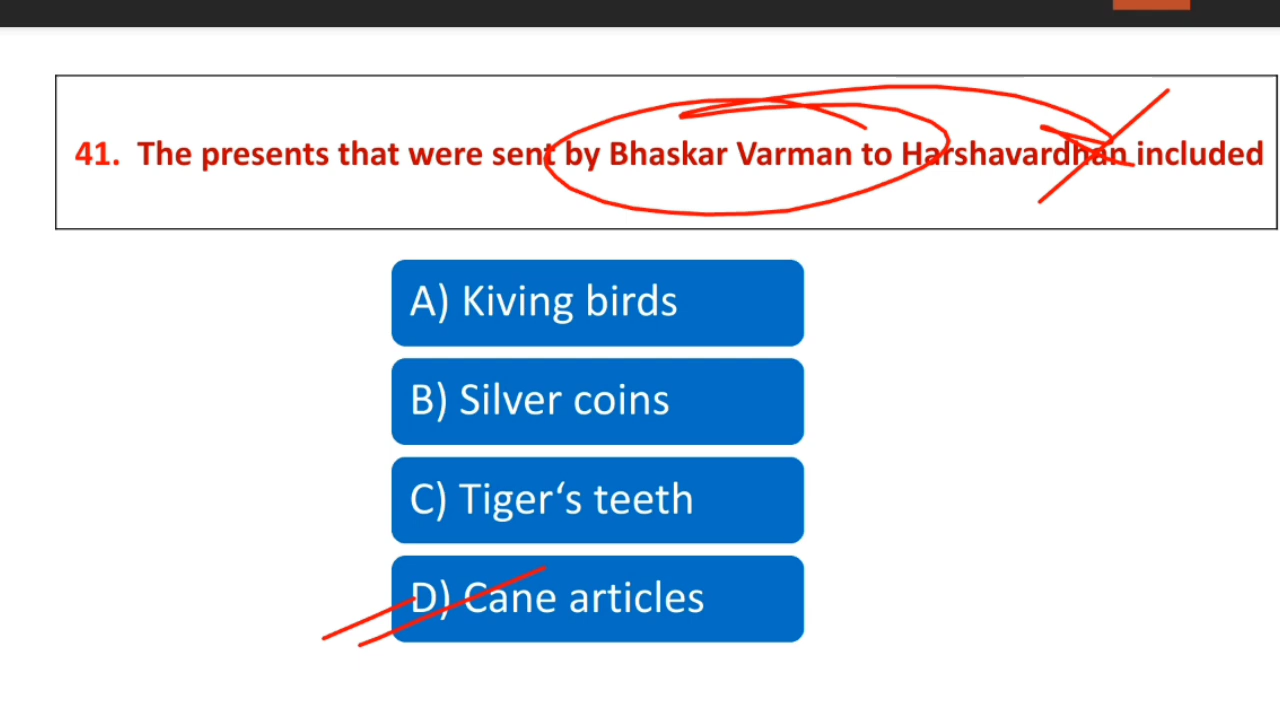 41. The presents that were sent by Bhaskar Varman to Harshavardhan included
A) Kiving birds
B) Silver coins
C) Tiger‘s teeth
D) Cane articles